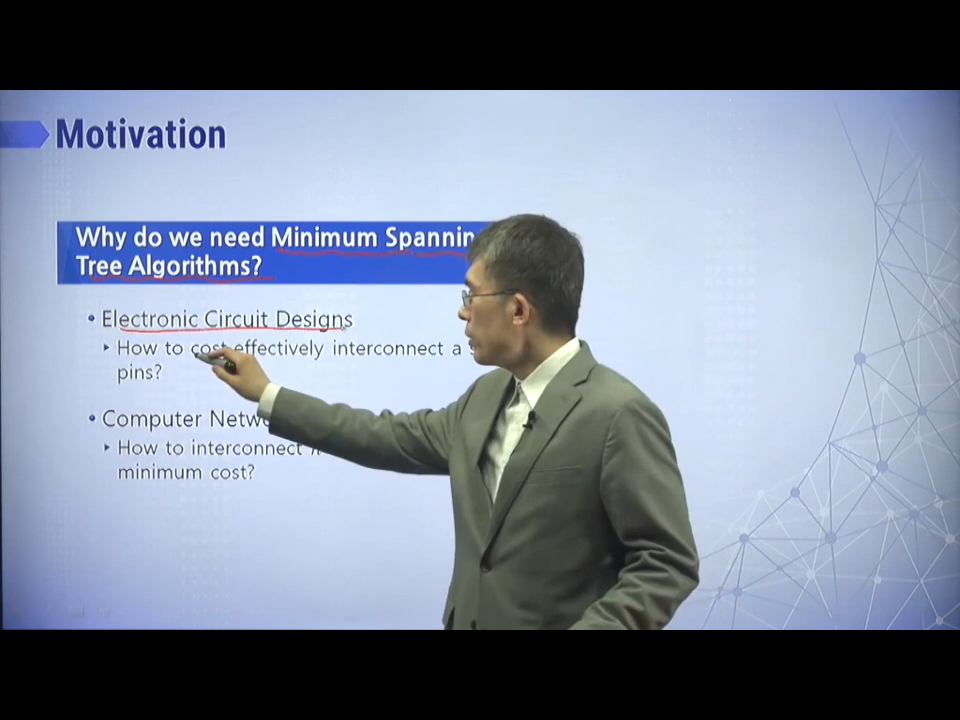 Motivation
Why do we need Minimum Spannin
Tree Algorithms?
• Electronic Circuit Designs
‣ How to cost-effectively interconnect a
pins?
• Computer
‣ How to interconnect
minimum cost?